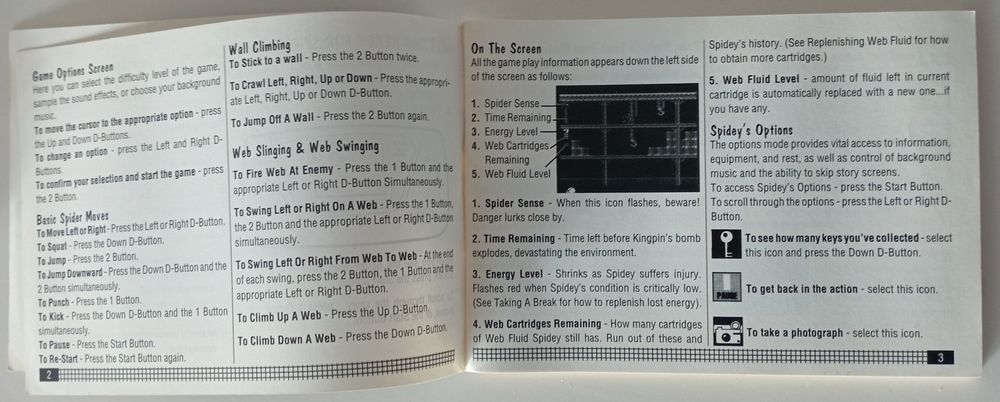 Game Options Screen
Here you can select the difficulty level of the game,
sample the sound effects, or choose your background
music.
To move the cursor to the appropriate option - press
the Up and Down D-Buttons.
To change an option - press the Left and Right D-
Buttons.
To confirm your selection and start the game - press
the 2 Button.
Basic Spider Moves
To Move Left or Right - Press the Left or Right D-Button.
To Squat - Press the Down D-Button.
To Jump - Press the 2 Button.
To Jump Downward - Press the Down D-Button and the
2 Button simultaneously.
To Punch - Press the 1 Button.
To Kick - Press the Down D-Button and the 1 Button
simultaneously.
To Pause - Press the Start Button.
To Re-Start - Press the Start Button again.
2
Wall Climbing
To Stick to a wall - Press the 2 Button twice.
To Crawl Left, Right, Up or Down - Press the appropri-
ate Left, Right, Up or Down D-Button.
To Jump Off A Wall - Press the 2 Button again.
Web Slinging & Web Swinging
To Fire Web At Enemy - Press the 1 Button and the
appropriate Left or Right D-Button Simultaneously.
To Swing Left or Right On A Web - Press the 1 Button,
the 2 Button and the appropriate Left or Right D-Button
simultaneously.
To Swing Left Or Right From Web To Web - At the end
of each swing, press the 2 Button, the 1 Button and the
appropriate Left or Right D-Button.
To Climb Up A Web - Press the Up D-Button.
To Climb Down A Web - Press the Down D-Button.
On The Screen
All the game play information appears down the left side
of the screen as follows:
1. Spider Sense
2. Time Remaining
3. Energy Level
4. Web Cartridges
Remaining
5. Web Fluid Level
1. Spider Sense - When this icon flashes, beware!
Danger lurks close by.
2. Time Remaining - Time left before Kingpin's bomb
explodes, devastating the environment.
3. Energy Level - Shrinks as Spidey suffers injury.
Flashes red when Spidey's condition is critically low.
(See Taking A Break for how to replenish lost energy).
4. Web Cartridges Remaining - How many cartridges
of Web Fluid Spidey still has. Run out of these and
Spidey's history. (See Replenishing Web Fluid for how
to obtain more cartridges.)
5. Web Fluid Level - amount of fluid left in current
cartridge is automatically replaced with a new one...if
you have any.
Spidey's Options
The options mode provides vital access to information,
equipment, and rest, as well as control of background
music and the ability to skip story screens.
To access Spidey's Options - press the Start Button.
To scroll through the options - press the Left or Right D-
Button.
To see how many keys you've collected - select
this icon and press the Down D-Button.
PAUSE
To get back in the action - select this icon.
To take a photograph - select this icon.
3